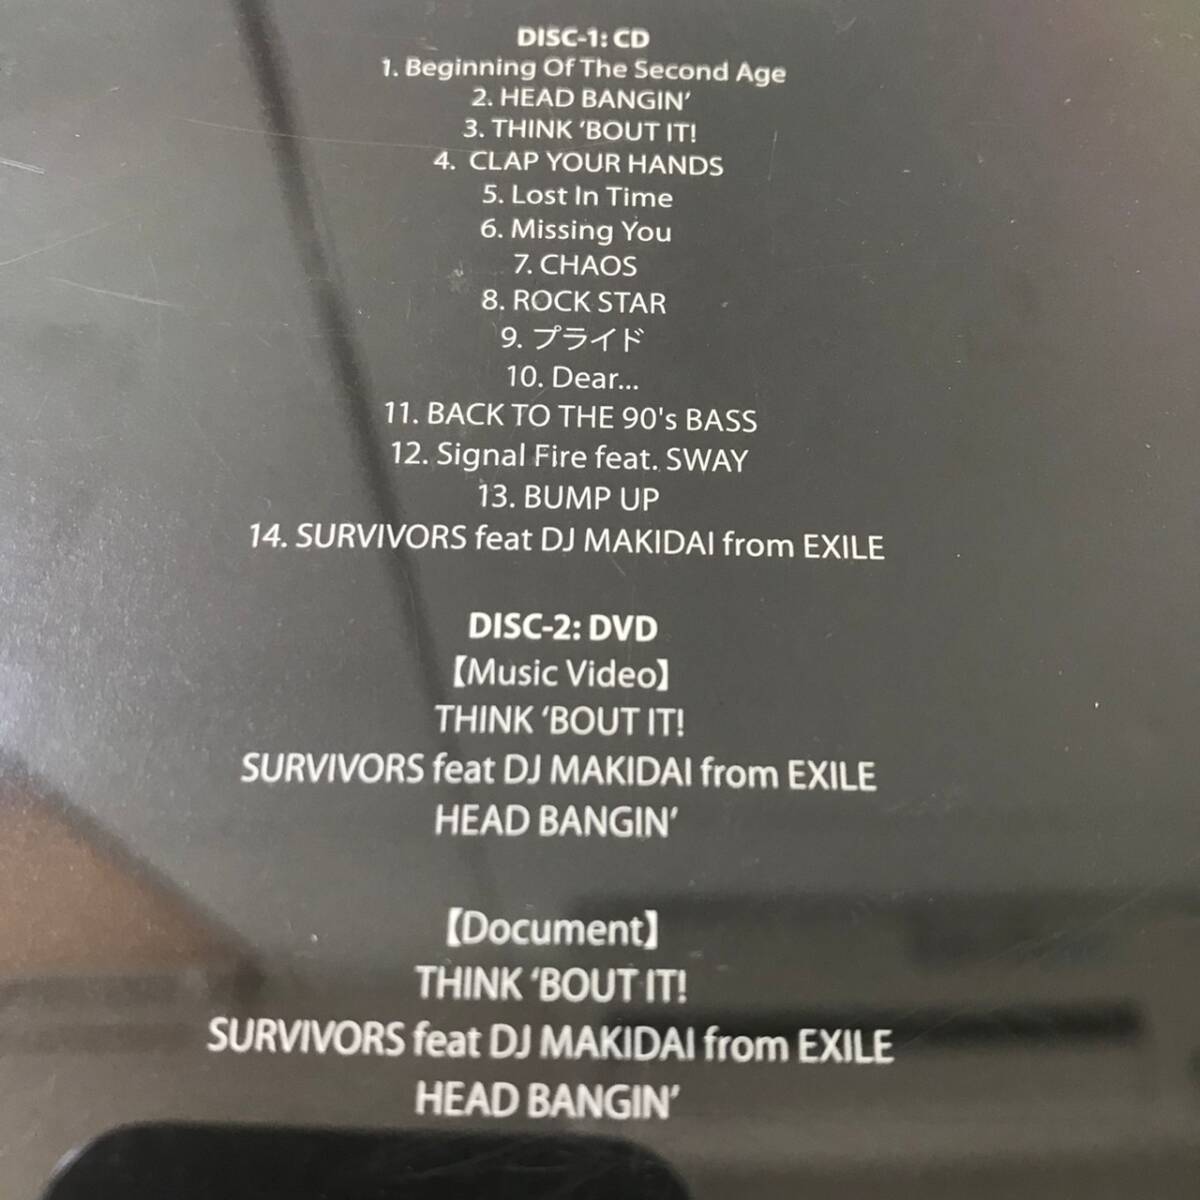 DISC-1: CD
1. Beginning Of The Second Age
2. HEAD BANGIN’
3. THINK ‘BOUT IT!
4. CLAP YOUR HANDS
5. Lost In Time
6. Missing You
7. CHAOS
8. ROCK STAR
9. プライド
10. Dear...
11. BACK TO THE 90's BASS
12. Signal Fire feat. SWAY
13. BUMP UP
14. SURVIVORS feat DJ MAKIDAI from EXILE
DISC-2: DVD
【Music Video】
THINK ‘BOUT IT!
SURVIVORS feat DJ MAKIDAI from EXILE
HEAD BANGIN’
【Document】
THINK ‘BOUT IT!
SURVIVORS feat DJ MAKIDAI from EXILE
HEAD BANGIN’